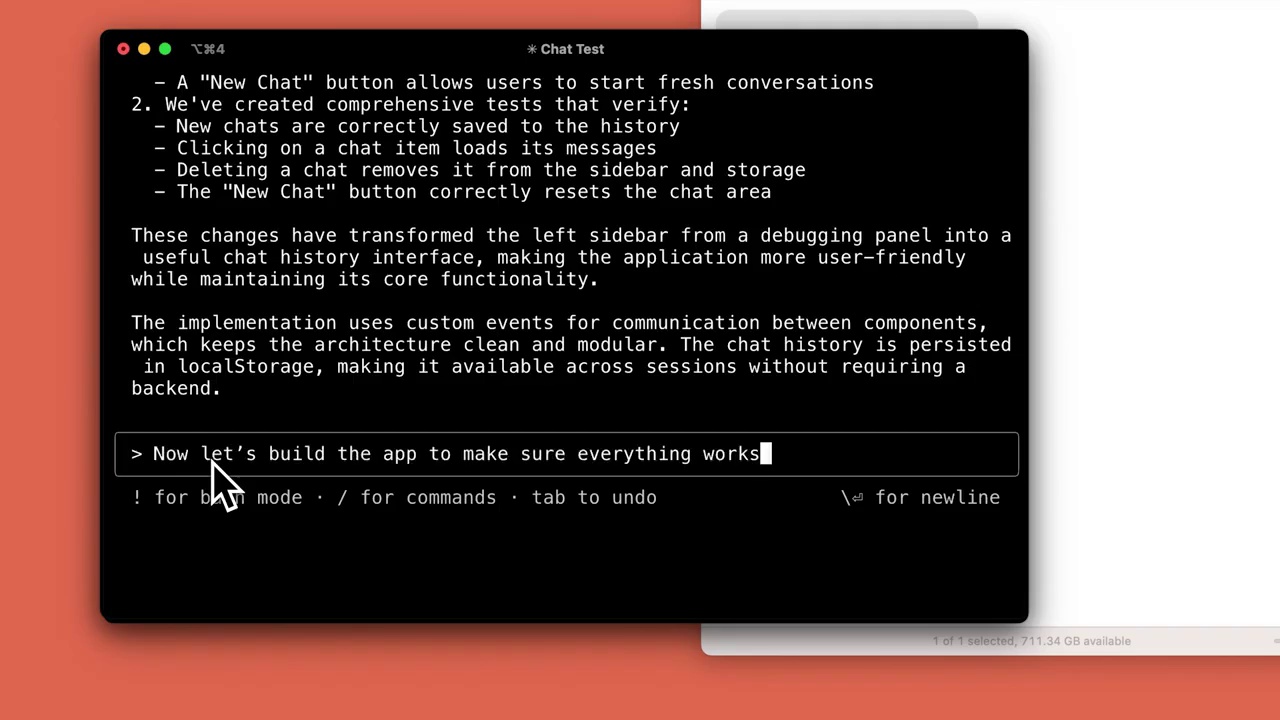 ⌥⌘4
✳ Chat Test
– A "New Chat" button allows users to start fresh conversations
2. We've created comprehensive tests that verify:
– New chats are correctly saved to the history
– Clicking on a chat item loads its messages
– Deleting a chat removes it from the sidebar and storage
– The "New Chat" button correctly resets the chat area
These changes have transformed the left sidebar from a debugging panel into a
useful chat history interface, making the application more user-friendly
while maintaining its core functionality.
The implementation uses custom events for communication between components,
which keeps the architecture clean and modular. The chat history is persisted
in localStorage, making it available across sessions without requiring a
backend.
> Now let’s build the app to make sure everything works
! for bash mode · / for commands · tab to undo
\⏎ for newline
1 of 1 selected, 711.34 GB available